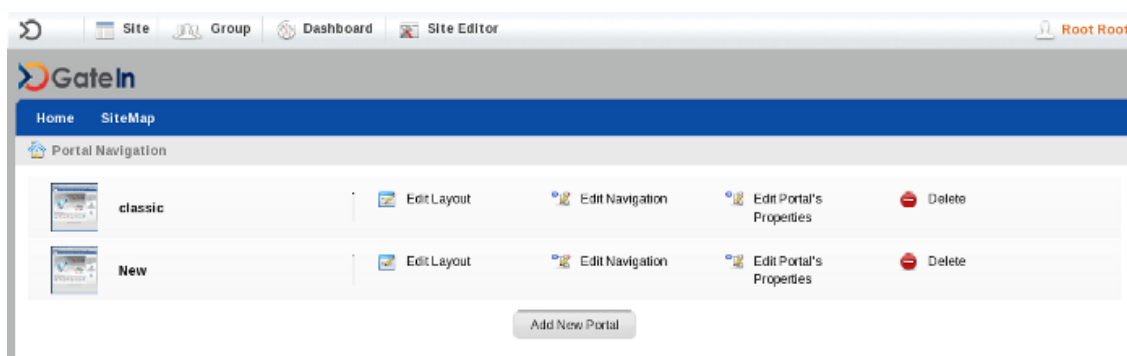 Site Group Dashboard Site Editor Root Root
GateIn
Home SiteMap
Portal Navigation
classic Edit Layout Edit Navigation Edit Portal's Properties Delete
New Edit Layout Edit Navigation Edit Portal's Properties Delete
Add New Portal